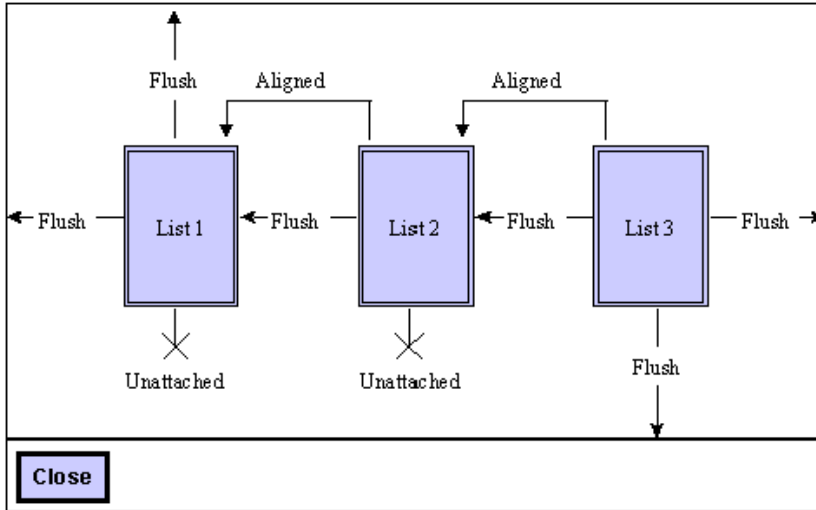 Flush
Aligned
Aligned
Flush
List 1
Flush
List 2
Flush
List 3
Flush
Unattached
Unattached
Flush
Close